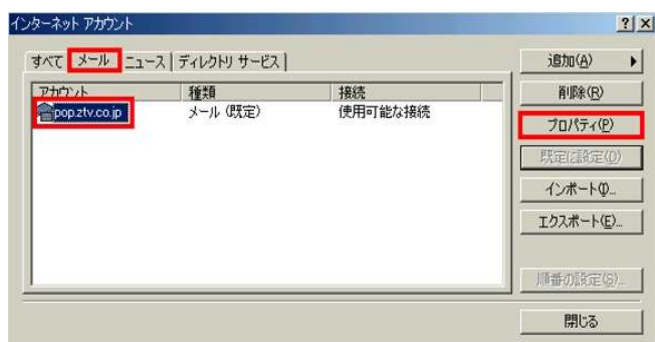 インターネット アカウント
すべて メール ニュース ディレクトリ サービス
追加(A)
アカウント 種類 接続
削除(R)
pop.ztv.co.jp メール (既定) 使用可能な接続
プロパティ(P)
既定に設定(D)
インポート(I)...
エクスポート(E)...
順番の設定(S)...
閉じる